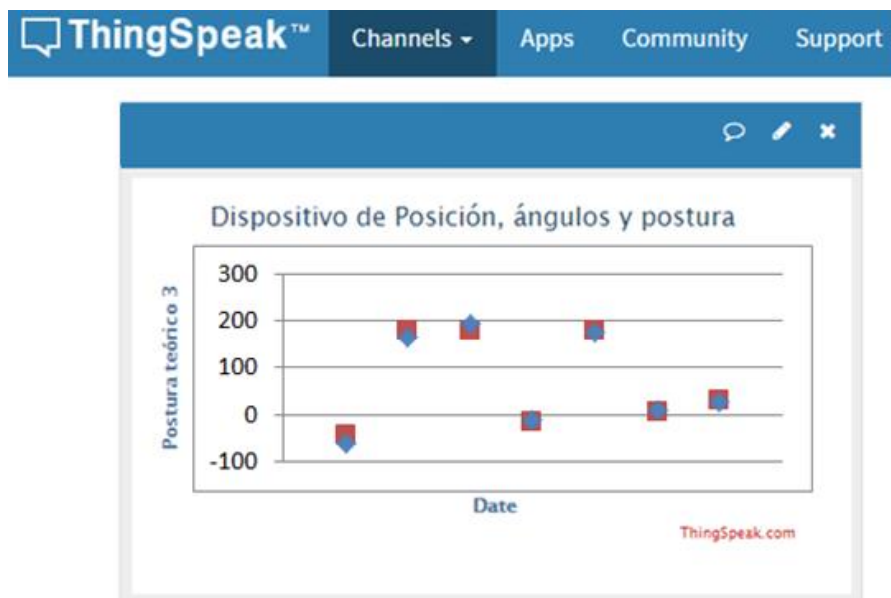 ThingSpeak™ Channels Apps Community Support
Dispositivo de Posición, ángulos y postura
Postura teórico 3
300
200
100
0
-100
Date
ThingSpeak.com